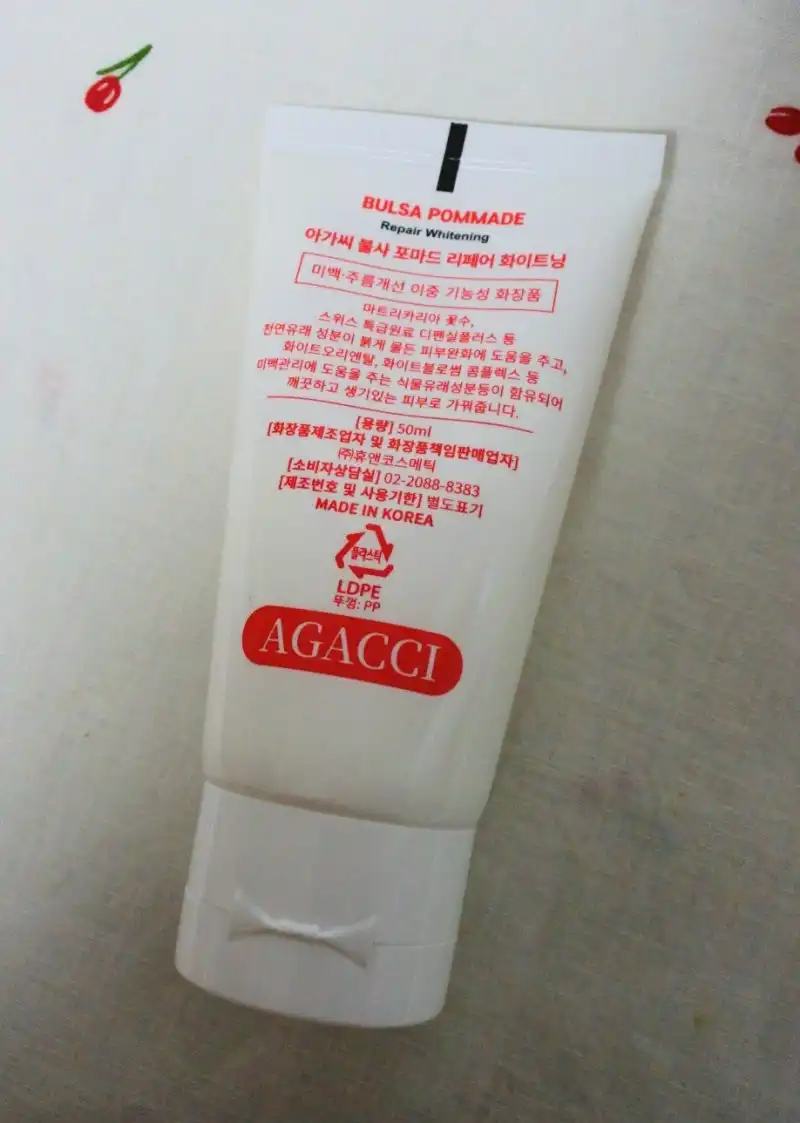 BULSA POMMADE
Repair Whitening
아가씨 불사 포마드 리페어 화이트닝
미백·주름개선 이중 기능성 화장품
마트리카리아 꽃수,
스위스 특급원료 디펜실플러스 등
천연유래 성분이 붉게 물든 피부완화에 도움을 주고,
화이트오리엔탈, 화이트블로썸 콤플렉스 등
미백관리에 도움을 주는 식물유래성분등이 함유되어
깨끗하고 생기있는 피부로 가꿔줍니다.
[용량] 50ml
[화장품제조업자 및 화장품책임판매업자]
㈜휴앤코스메틱
[소비자상담실] 02-2088-8383
[제조번호 및 사용기한] 별도표기
MADE IN KOREA
플라스틱
LDPE
뚜껑: PP
AGACCI